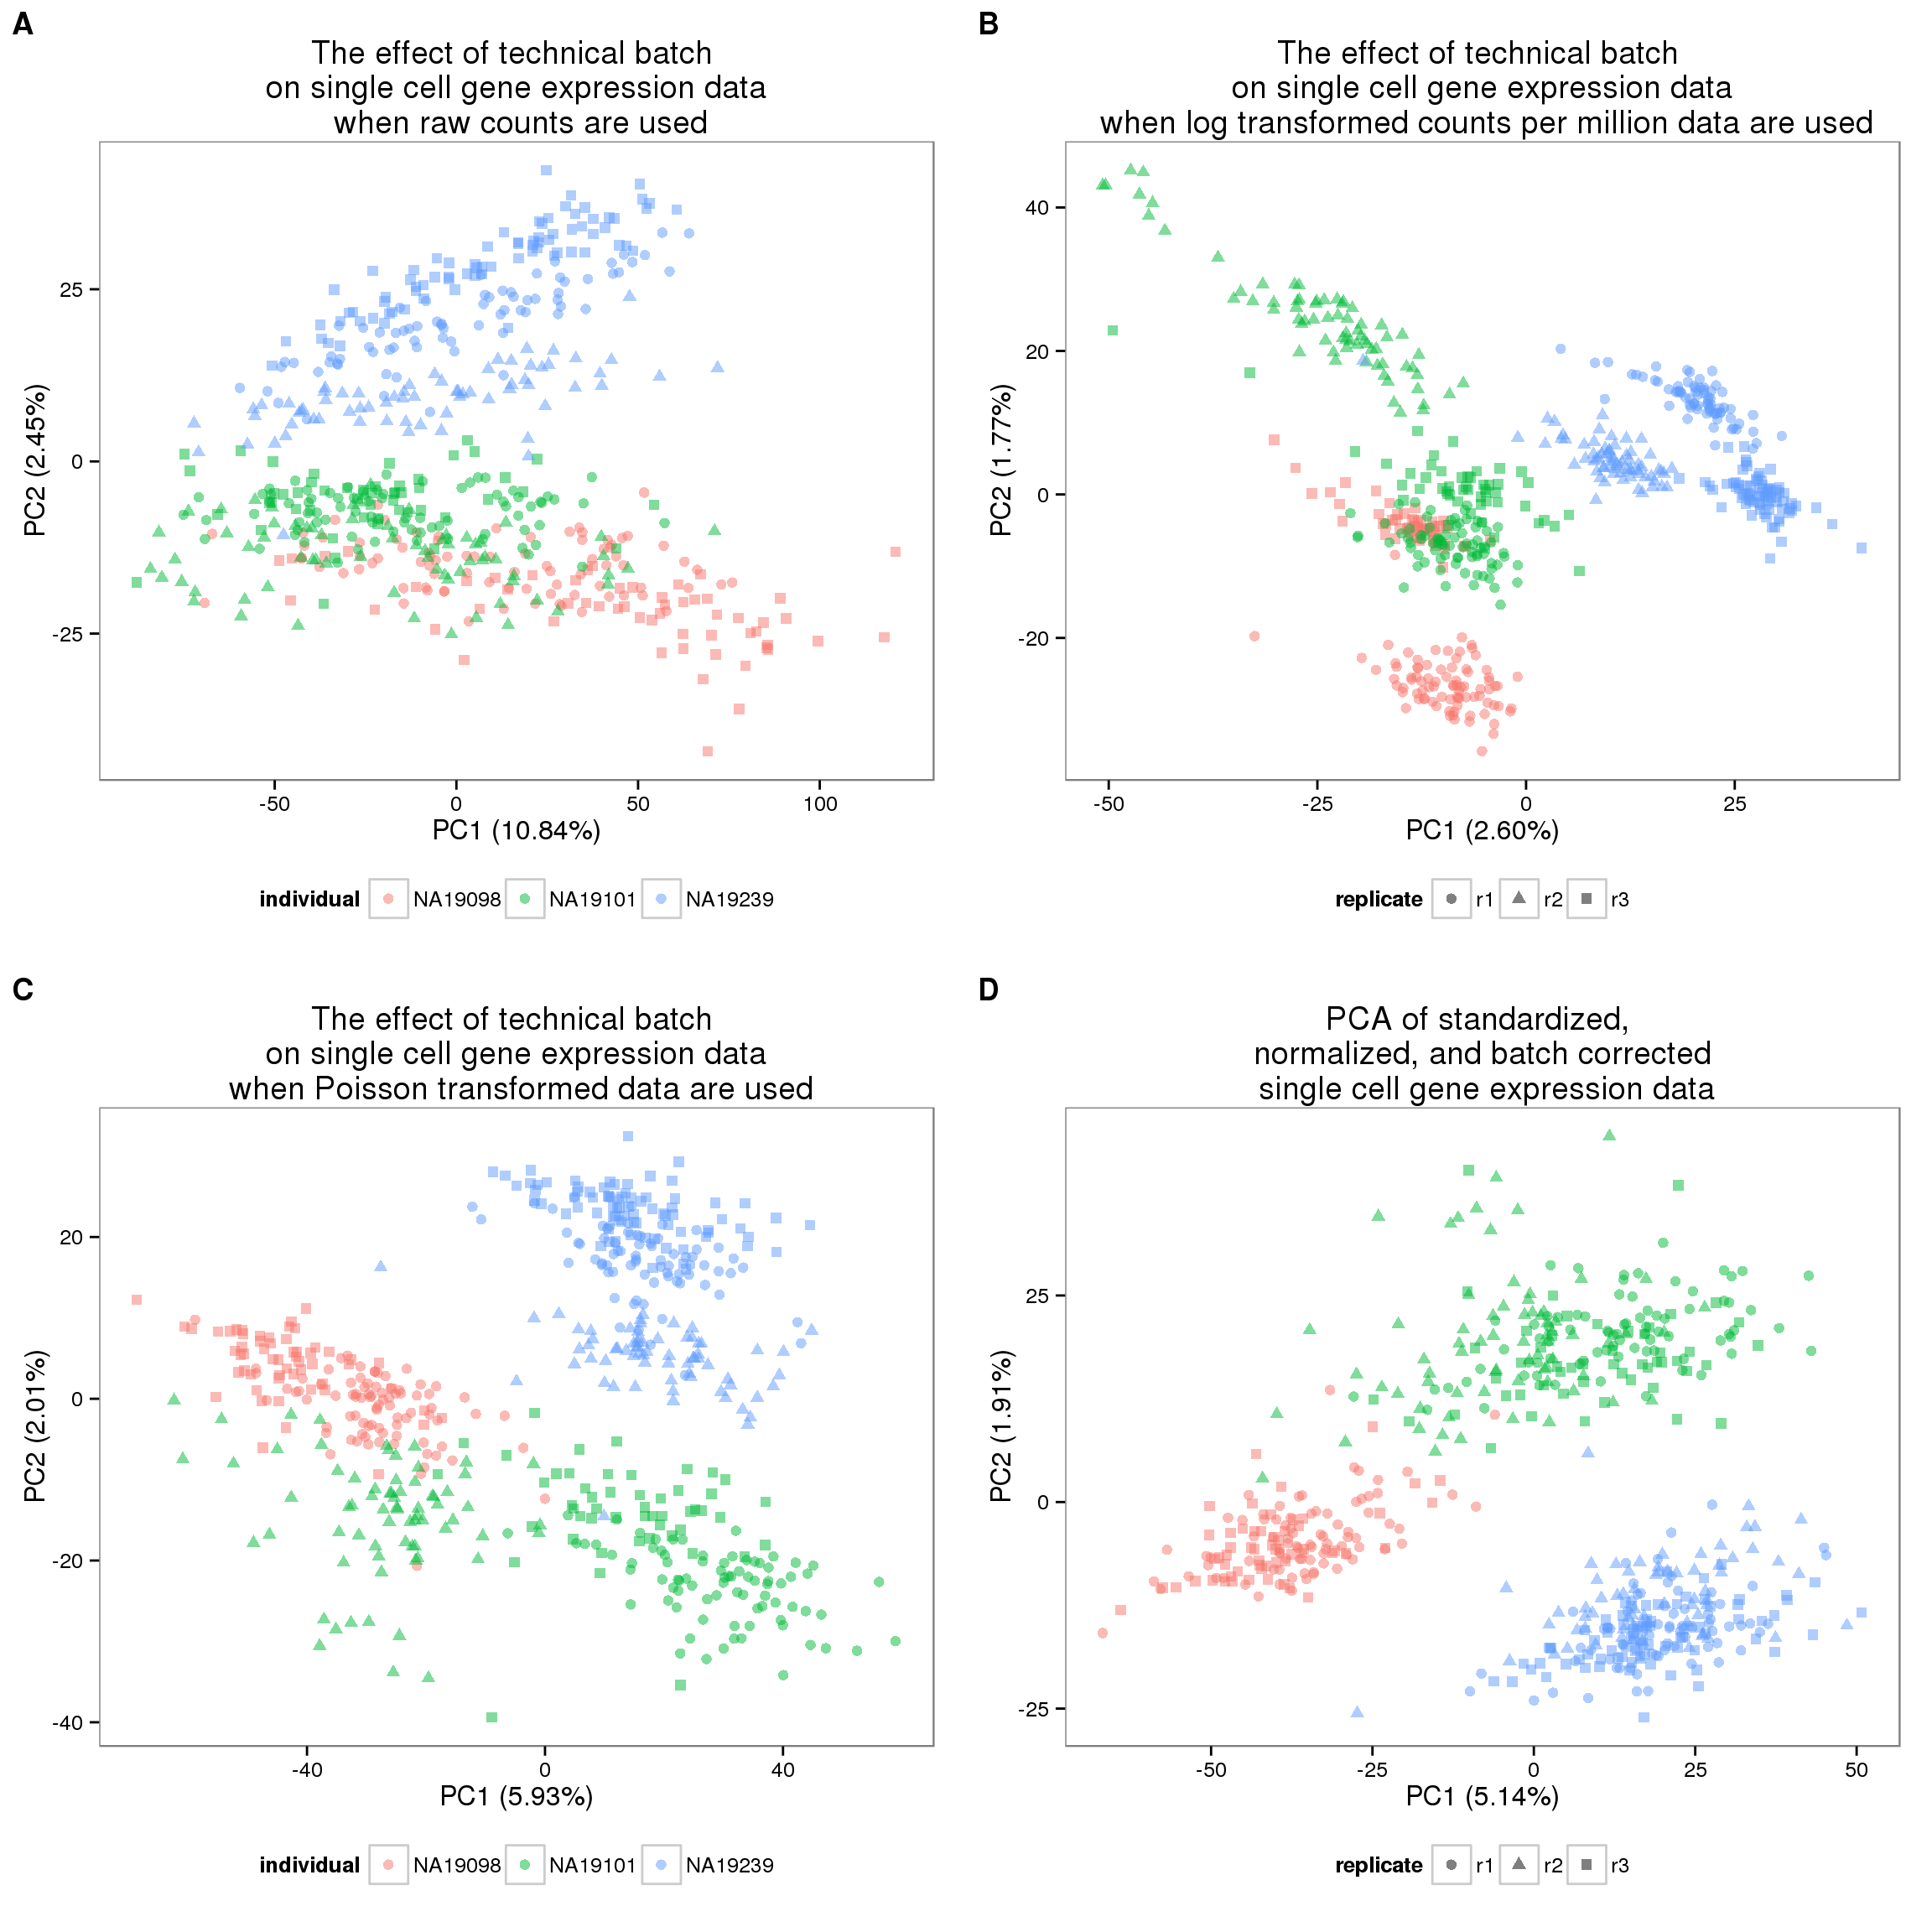 A
The effect of technical batch
on single cell gene expression data
when raw counts are used
25
0
-25
PC2 (2.45%)
-50 0 50 100
PC1 (10.84%)
individual NA19098 NA19101 NA19239
B
The effect of technical batch
on single cell gene expression data
when log transformed counts per million data are used
40
20
0
-20
PC2 (1.77%)
-50 -25 0 25
PC1 (2.60%)
replicate r1 r2 r3
C
The effect of technical batch
on single cell gene expression data
when Poisson transformed data are used
20
0
-20
-40
PC2 (2.01%)
-40 0 40
PC1 (5.93%)
individual NA19098 NA19101 NA19239
D
PCA of standardized,
normalized, and batch corrected
single cell gene expression data
25
0
-25
PC2 (1.91%)
-50 -25 0 25 50
PC1 (5.14%)
replicate r1 r2 r3